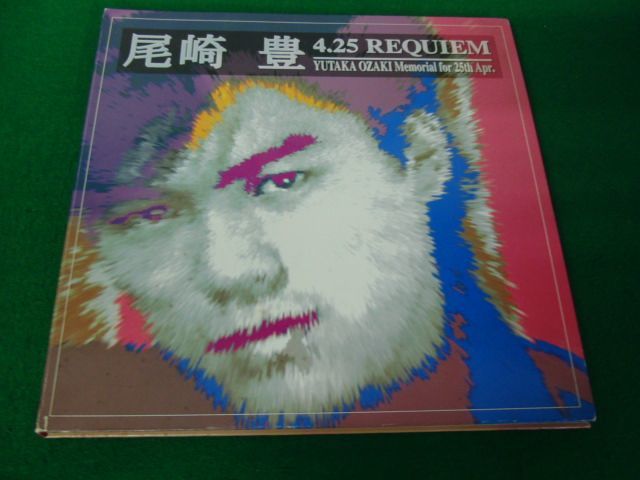 尾崎 豊
4.25 REQUIEM
YUTAKA OZAKI Memorial for 25th Apr.